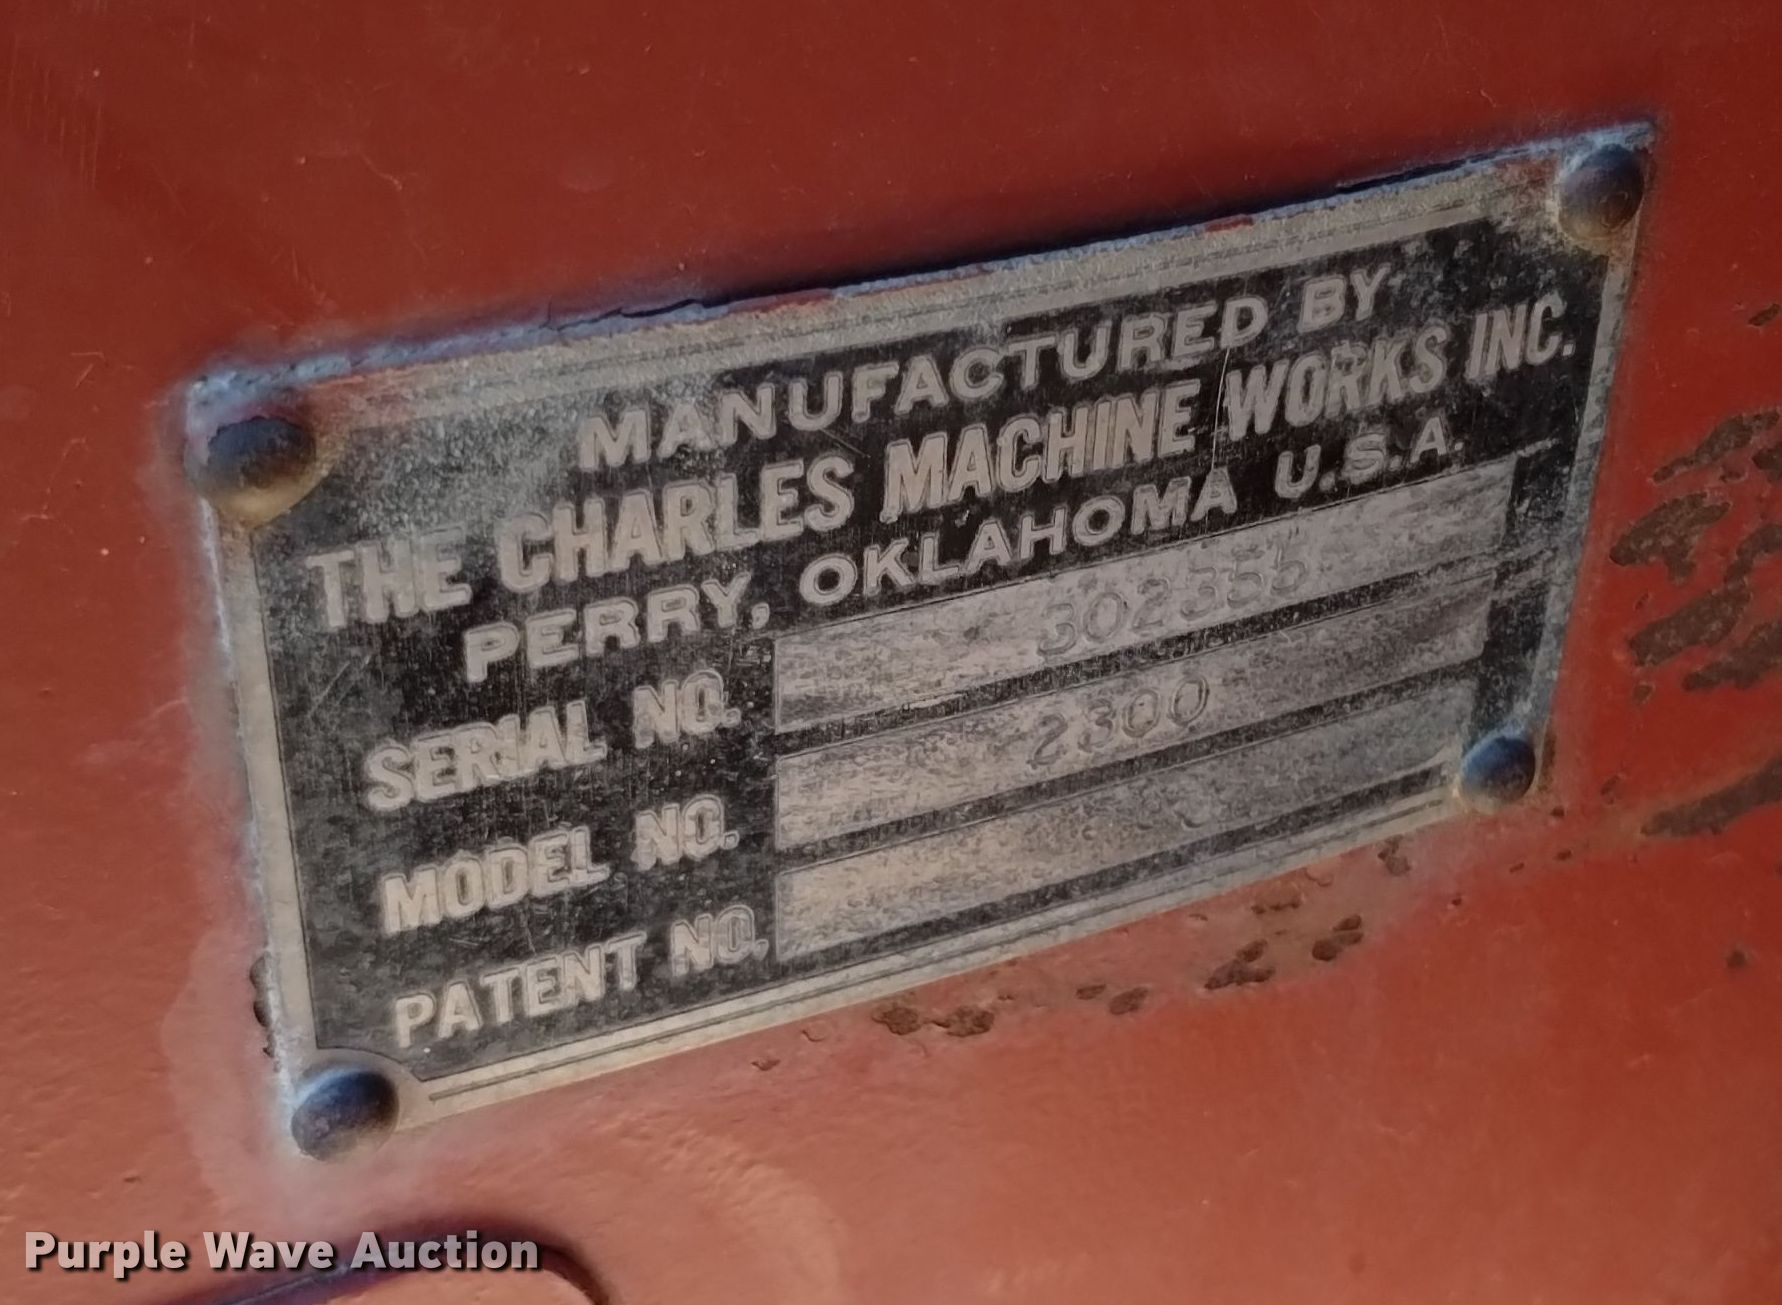 MANUFACTURED BY
THE CHARLES MACHINE WORKS INC.
PERRY, OKLAHOMA U.S.A.
SERIAL NO.
MODEL NO. 2300
PATENT NO.
Purple Wave Auction